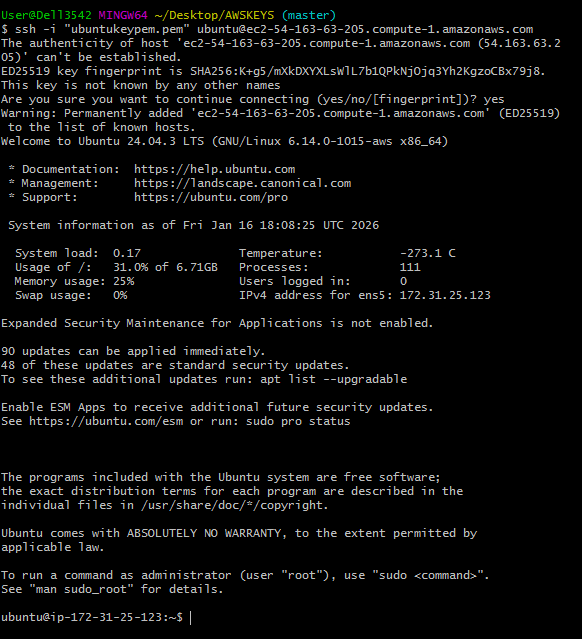 User@Dell3542 MINGW64 ~/Desktop/AWSKEYS (master)
$ ssh -i "ubuntukeypem.pem" ubuntu@ec2-54-163-63-205.compute-1.amazonaws.com
The authenticity of host 'ec2-54-163-63-205.compute-1.amazonaws.com (54.163.63.2
05)' can't be established.
ED25519 key fingerprint is SHA256:K+g5/mXkDXYXLsWlL7b1QPkNjOjq3Yh2KgzoCBx79j8.
This key is not known by any other names
Are you sure you want to continue connecting (yes/no/[fingerprint])? yes
Warning: Permanently added 'ec2-54-163-63-205.compute-1.amazonaws.com' (ED25519)
 to the list of known hosts.
Welcome to Ubuntu 24.04.3 LTS (GNU/Linux 6.14.0-1015-aws x86_64)

 * Documentation:  https://help.ubuntu.com
 * Management:     https://landscape.canonical.com
 * Support:        https://ubuntu.com/pro

 System information as of Fri Jan 16 18:08:25 UTC 2026

  System load:  0.17              Temperature:           -273.1 C
  Usage of /:   31.0% of 6.71GB   Processes:             111
  Memory usage: 25%               Users logged in:       0
  Swap usage:   0%                IPv4 address for ens5: 172.31.25.123

Expanded Security Maintenance for Applications is not enabled.

90 updates can be applied immediately.
48 of these updates are standard security updates.
To see these additional updates run: apt list --upgradable

Enable ESM Apps to receive additional future security updates.
See https://ubuntu.com/esm or run: sudo pro status

The programs included with the Ubuntu system are free software;
the exact distribution terms for each program are described in the
individual files in /usr/share/doc/*/copyright.

Ubuntu comes with ABSOLUTELY NO WARRANTY, to the extent permitted by
applicable law.

To run a command as administrator (user "root"), use "sudo <command>".
See "man sudo_root" for details.

ubuntu@ip-172-31-25-123:~$